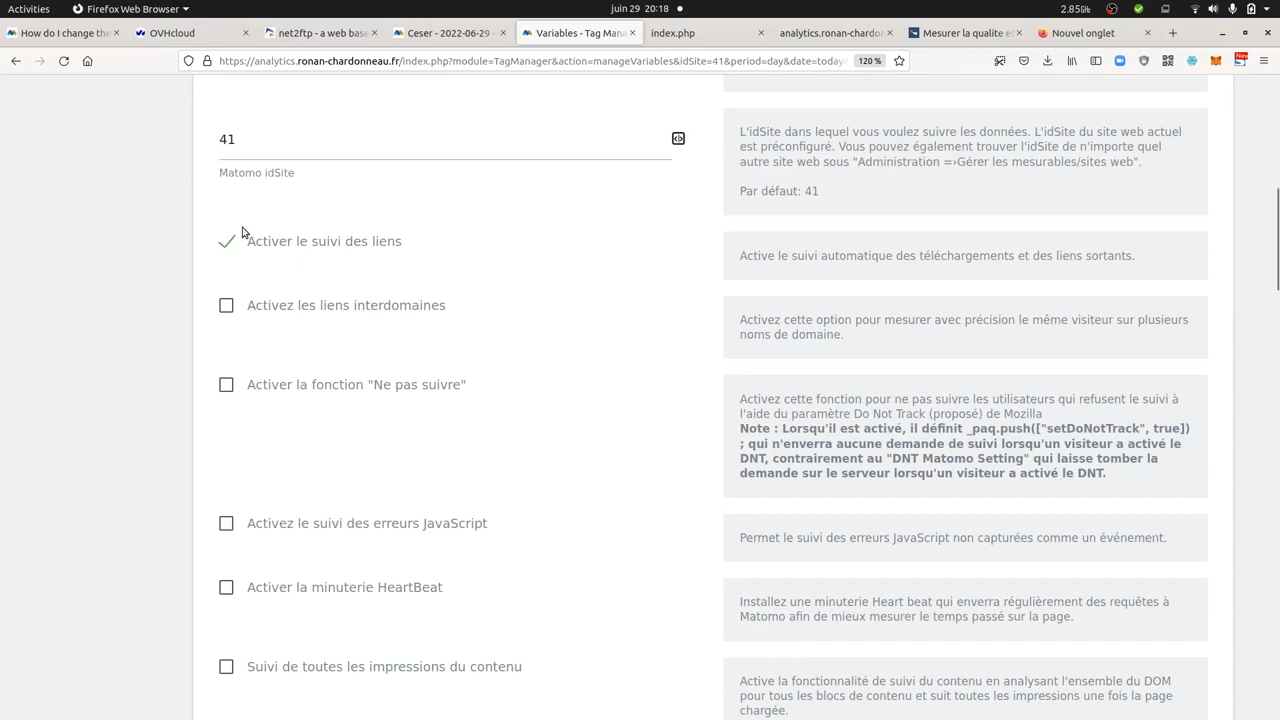 Activities
Firefox Web Browser
juin 29 20:18
2.85
How do I change the
OVHcloud
net2ftp - a web base
Ceser - 2022-06-29 -
Variables - Tag Mana
index.php
analytics.ronan-chardon
Mesurer la qualite et
Nouvel onglet
https://analytics.ronan-chardonneau.fr/index.php?module=TagManager&action=manageVariables&idSite=41&period=day&date=today
120 %
New
41
Matomo idSite
L'idSite dans lequel vous voulez suivre les données. L'idSite du site web actuel
est préconfiguré. Vous pouvez également trouver l'idSite de n'importe quel
autre site web sous "Administration =>Gérer les mesurables/sites web".
Par défaut: 41
Activer le suivi des liens
Active le suivi automatique des téléchargements et des liens sortants.
Activez les liens interdomaines
Activez cette option pour mesurer avec précision le même visiteur sur plusieurs
noms de domaine.
Activer la fonction "Ne pas suivre"
Activez cette fonction pour ne pas suivre les utilisateurs qui refusent le suivi à
l'aide du paramètre Do Not Track (proposé) de Mozilla
Note : Lorsqu'il est activé, il définit _paq.push(["setDoNotTrack", true])
; qui n'enverra aucune demande de suivi lorsqu'un visiteur a activé le
DNT, contrairement au "DNT Matomo Setting" qui laisse tomber la
demande sur le serveur lorsqu'un visiteur a activé le DNT.
Activez le suivi des erreurs JavaScript
Permet le suivi des erreurs JavaScript non capturées comme un événement.
Activer la minuterie HeartBeat
Installez une minuterie Heart beat qui enverra régulièrement des requêtes à
Matomo afin de mieux mesurer le temps passé sur la page.
Suivi de toutes les impressions du contenu
Active la fonctionnalité de suivi du contenu en analysant l'ensemble du DOM
pour tous les blocs de contenu et suit toutes les impressions une fois la page
chargée.